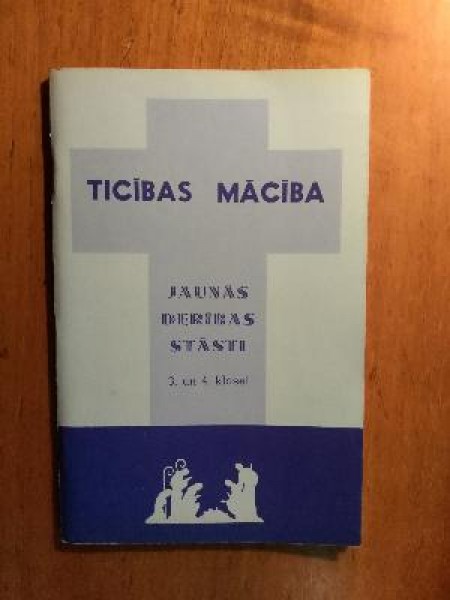 TICĪBAS MĀCĪBA
JAUNĀS
DERĪBAS
STĀSTI
3. un 4. klasei